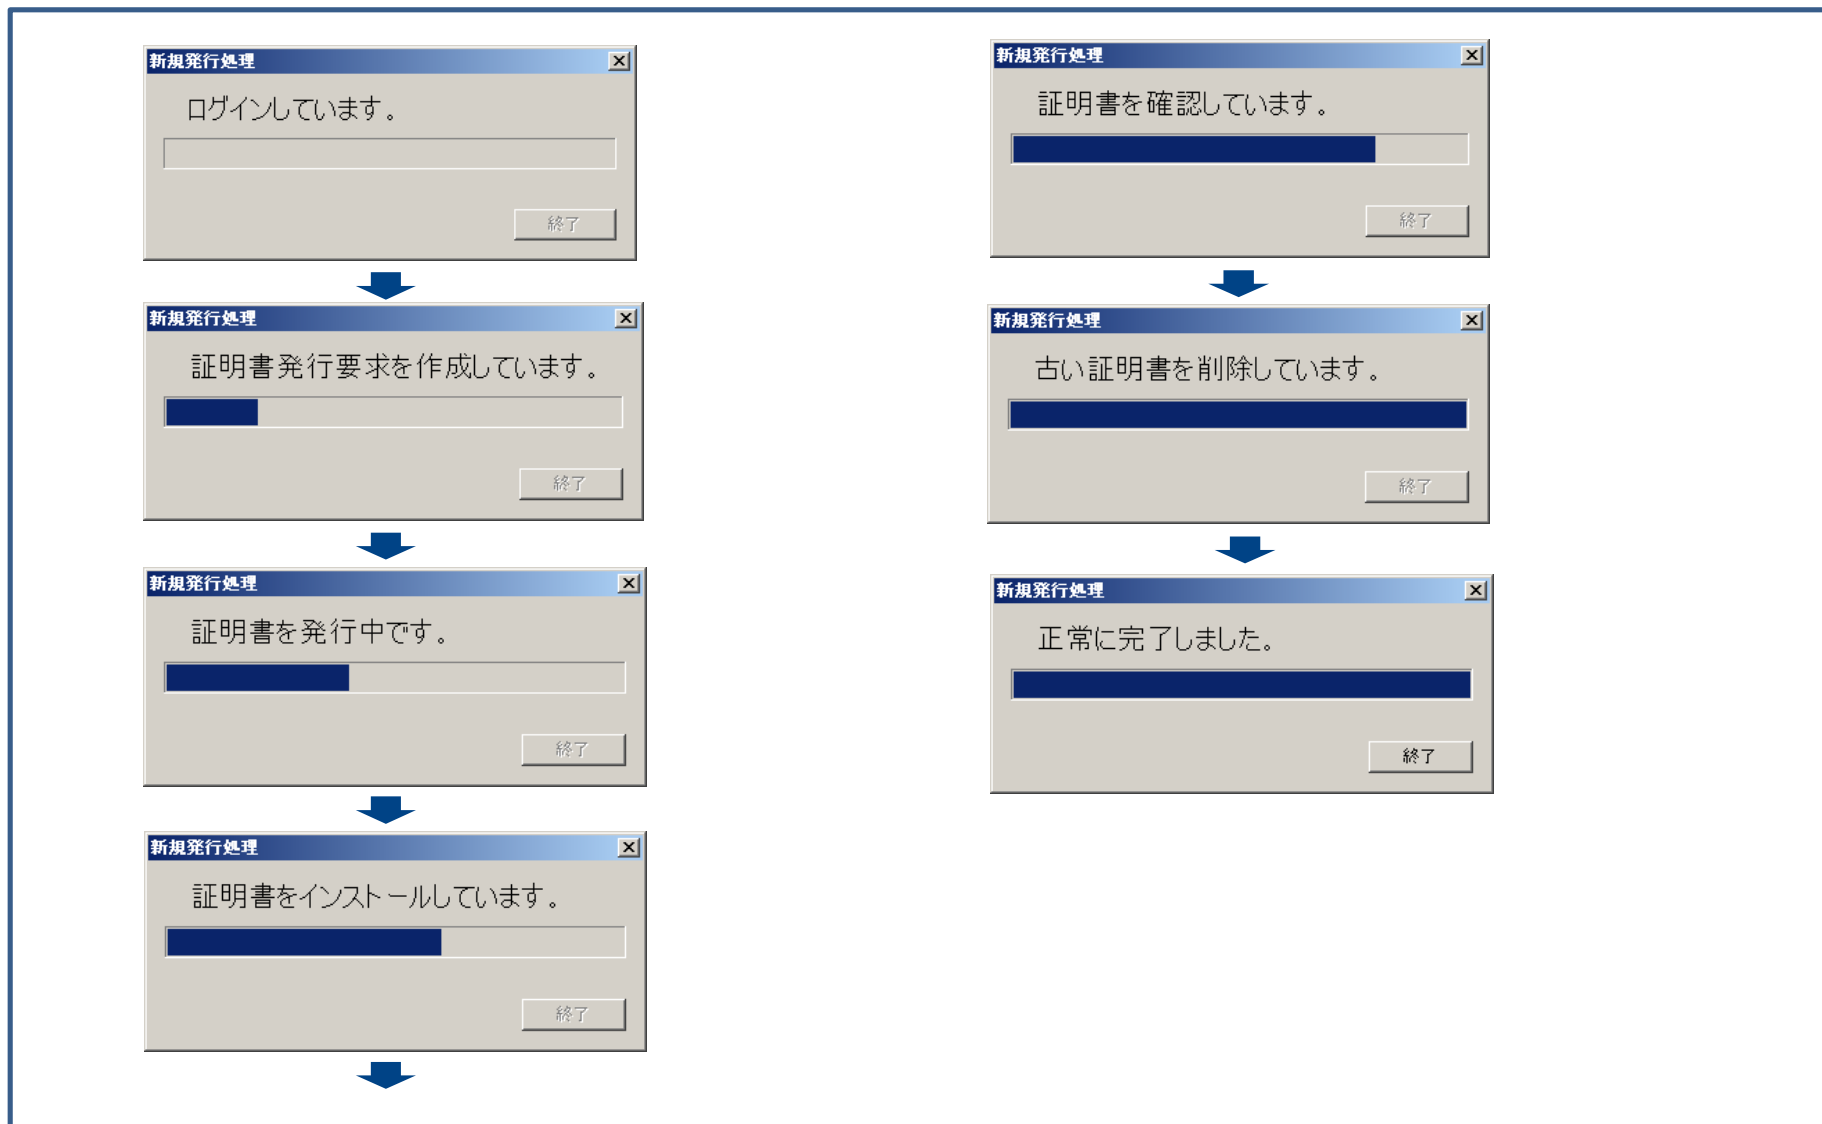 新規発行処理
ログインしています。
終了
新規発行処理
証明書発行要求を作成しています。
終了
新規発行処理
証明書を発行中です。
終了
新規発行処理
証明書をインストールしています。
終了
新規発行処理
証明書を確認しています。
終了
新規発行処理
古い証明書を削除しています。
終了
新規発行処理
正常に完了しました。
終了